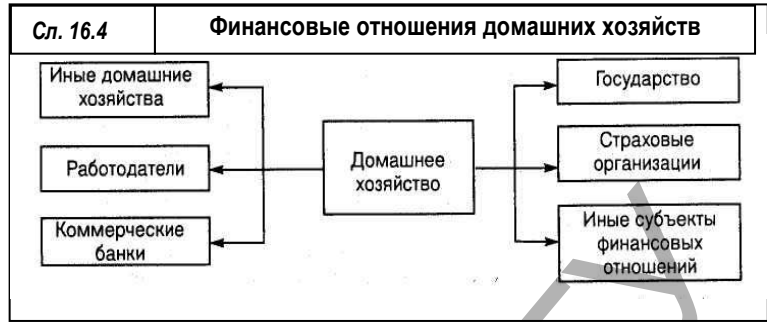 Сл. 16.4
Финансовые отношения домашних хозяйств
Иные домашние
хозяйства
Работодатели
Коммерческие
банки
Домашнее
хозяйство
Государство
Страховые
организации
Иные субъекты
финансовых
отношений